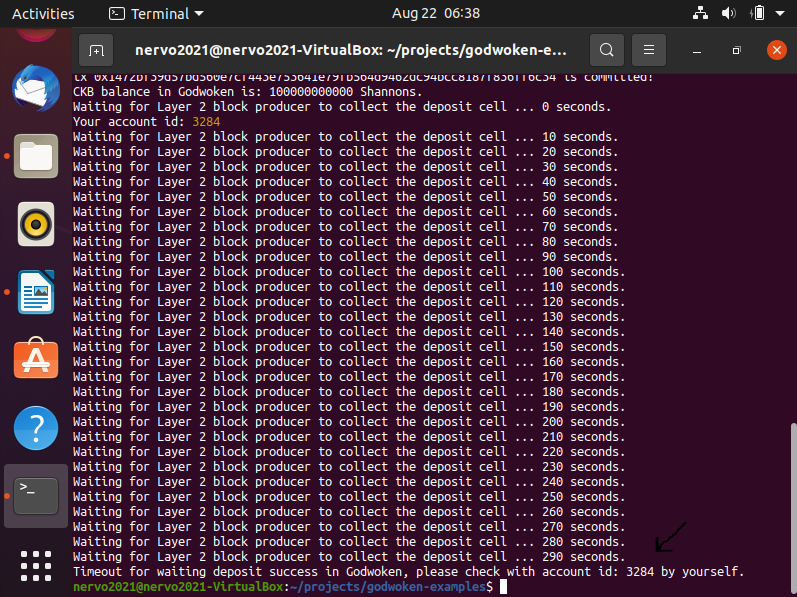 Activities
Terminal
Aug 22 06:38
nervo2021@nervo2021-VirtualBox: ~/projects/godwoken-e...
is committed!
CKB balance in Godwoken is: 100000000000 Shannons.
Waiting for Layer 2 block producer to collect the deposit cell ... 0 seconds.
Your account id: 3284
Waiting for Layer 2 block producer to collect the deposit cell ... 10 seconds.
Waiting for Layer 2 block producer to collect the deposit cell ... 20 seconds.
Waiting for Layer 2 block producer to collect the deposit cell ... 30 seconds.
Waiting for Layer 2 block producer to collect the deposit cell ... 40 seconds.
Waiting for Layer 2 block producer to collect the deposit cell ... 50 seconds.
Waiting for Layer 2 block producer to collect the deposit cell ... 60 seconds.
Waiting for Layer 2 block producer to collect the deposit cell ... 70 seconds.
Waiting for Layer 2 block producer to collect the deposit cell ... 80 seconds.
Waiting for Layer 2 block producer to collect the deposit cell ... 90 seconds.
Waiting for Layer 2 block producer to collect the deposit cell ... 100 seconds.
Waiting for Layer 2 block producer to collect the deposit cell ... 110 seconds.
Waiting for Layer 2 block producer to collect the deposit cell ... 120 seconds.
Waiting for Layer 2 block producer to collect the deposit cell ... 130 seconds.
Waiting for Layer 2 block producer to collect the deposit cell ... 140 seconds.
Waiting for Layer 2 block producer to collect the deposit cell ... 150 seconds.
Waiting for Layer 2 block producer to collect the deposit cell ... 160 seconds.
Waiting for Layer 2 block producer to collect the deposit cell ... 170 seconds.
Waiting for Layer 2 block producer to collect the deposit cell ... 180 seconds.
Waiting for Layer 2 block producer to collect the deposit cell ... 190 seconds.
Waiting for Layer 2 block producer to collect the deposit cell ... 200 seconds.
Waiting for Layer 2 block producer to collect the deposit cell ... 210 seconds.
Waiting for Layer 2 block producer to collect the deposit cell ... 220 seconds.
Waiting for Layer 2 block producer to collect the deposit cell ... 230 seconds.
Waiting for Layer 2 block producer to collect the deposit cell ... 240 seconds.
Waiting for Layer 2 block producer to collect the deposit cell ... 250 seconds.
Waiting for Layer 2 block producer to collect the deposit cell ... 260 seconds.
Waiting for Layer 2 block producer to collect the deposit cell ... 270 seconds.
Waiting for Layer 2 block producer to collect the deposit cell ... 280 seconds.
Waiting for Layer 2 block producer to collect the deposit cell ... 290 seconds.
Timeout for waiting deposit success in Godwoken, please check with account id: 3284 by yourself.
nervo2021@nervo2021-VirtualBox:~/projects/godwoken-examples$